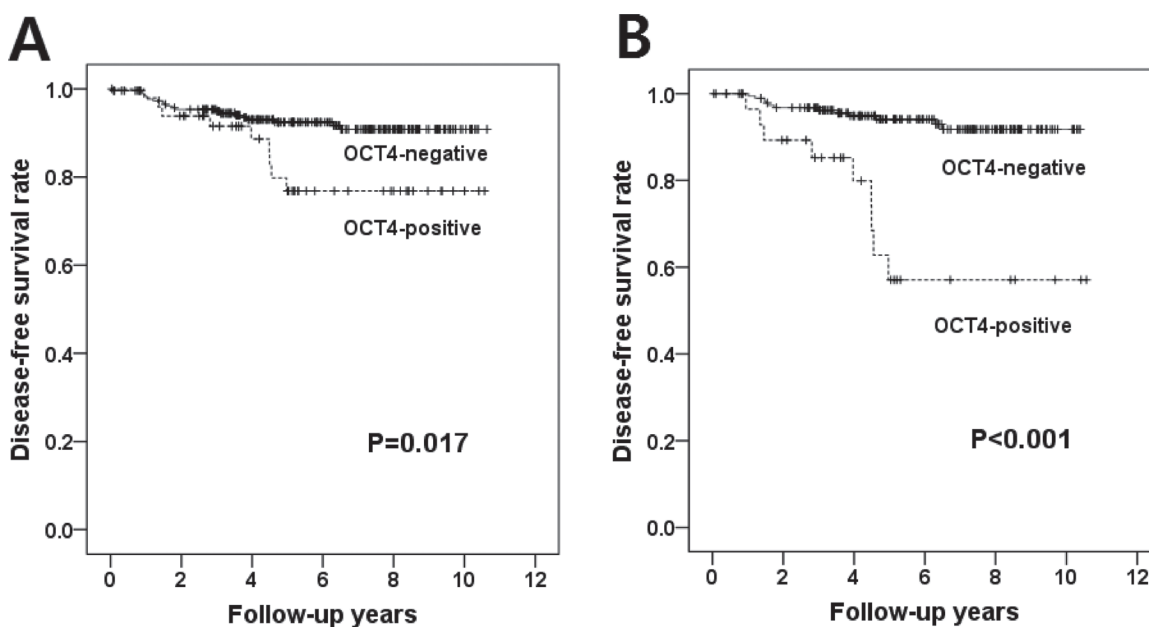 A
Disease-free survival rate
1.0
0.8
0.6
0.4
0.2
0.0
OCT4-negative
OCT4-positive
P=0.017
0 2 4 6 8 10 12
Follow-up years
B
Disease-free survival rate
1.0
0.8
0.6
0.4
0.2
0.0
OCT4-negative
OCT4-positive
P<0.001
0 2 4 6 8 10 12
Follow-up years